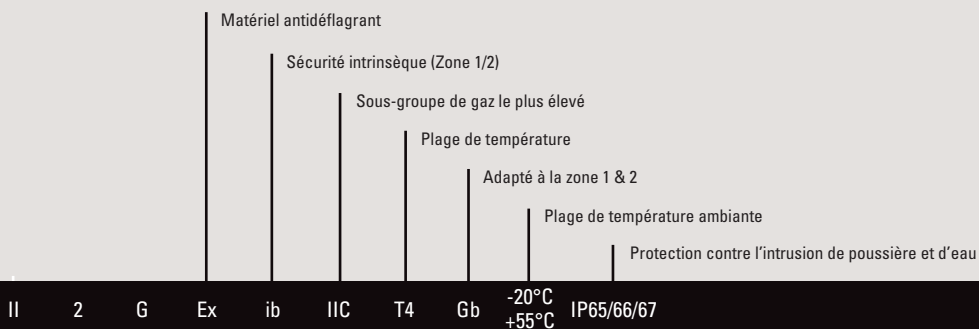 Matériel antidéflagrant
Sécurité intrinsèque (Zone 1/2)
Sous-groupe de gaz le plus élevé
Plage de température
Adapté à la zone 1 & 2
Plage de température ambiante
Protection contre l'intrusion de poussière et d'eau
II 2 G Ex ib IIC T4 Gb -20°C IP65/66/67
+55°C